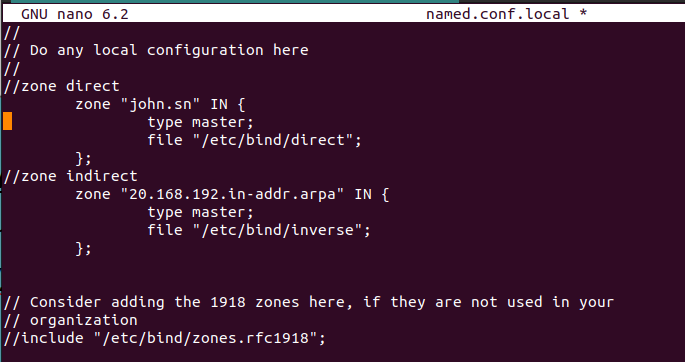 GNU nano 6.2 named.conf.local *
//
// Do any local configuration here
//
//zone direct
zone "john.sn" IN {
type master;
file "/etc/bind/direct";
};
//zone indirect
zone "20.168.192.in-addr.arpa" IN {
type master;
file "/etc/bind/inverse";
};
// Consider adding the 1918 zones here, if they are not used in your
// organization
//include "/etc/bind/zones.rfc1918";